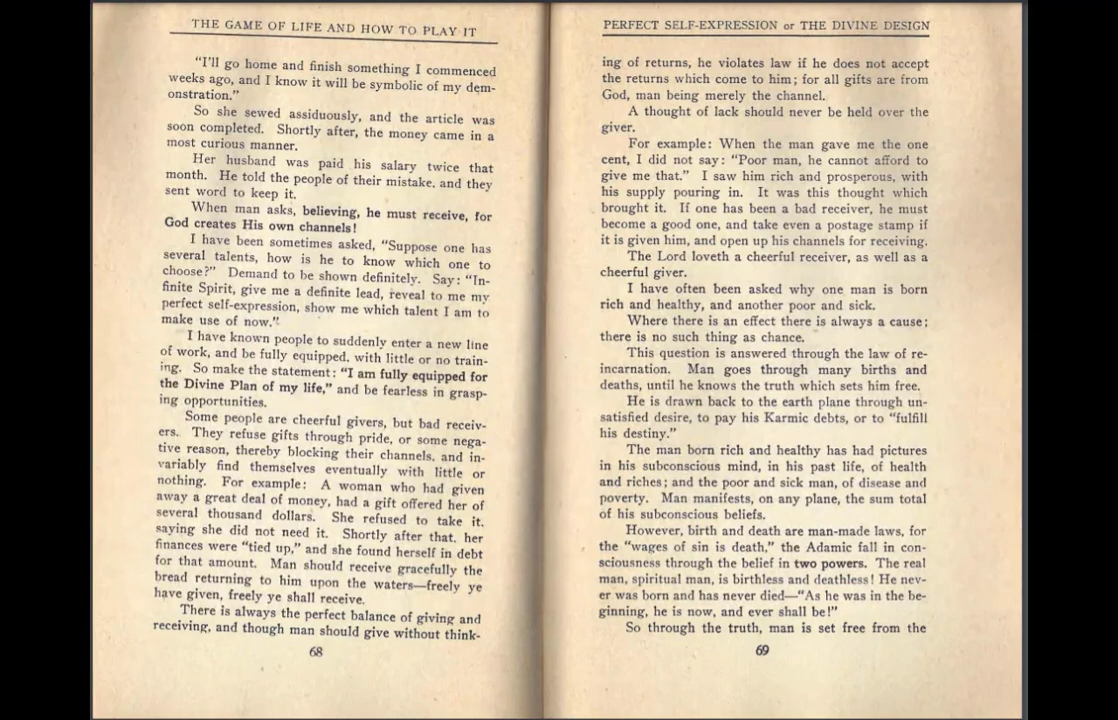 THE GAME OF LIFE AND HOW TO PLAY IT
"I'll go home and finish something I commenced
weeks ago, and I know it will be symbolic of my dem-
onstration."
So she sewed assiduously, and the article was
soon completed. Shortly after, the money came in a
most curious manner.
Her husband was paid his salary twice that
month. He told the people of their mistake, and they
sent word to keep it.
When man asks, believing, he must receive, for
God creates His own channels!
I have been sometimes asked, "Suppose one has
several talents, how is he to know which one to
choose?" Demand to be shown definitely. Say: "In-
finite Spirit, give me a definite lead, reveal to me my
perfect self-expression, show me which talent I am to
make use of now."
I have known people to suddenly enter a new line
of work, and be fully equipped, with little or no train-
ing. So make the statement: "I am fully equipped for
the Divine Plan of my life," and be fearless in grasp-
ing opportunities.
Some people are cheerful givers, but bad receiv-
ers. They refuse gifts through pride, or some nega-
tive reason, thereby blocking their channels, and in-
variably find themselves eventually with little or
nothing. For example: A woman who had given
away a great deal of money, had a gift offered her of
several thousand dollars. She refused to take it,
saying she did not need it. Shortly after that, her
finances were "tied up," and she found herself in debt
for that amount. Man should receive gracefully the
bread returning to him upon the waters—freely ye
have given, freely ye shall receive.
There is always the perfect balance of giving and
receiving, and though man should give without think-
68
PERFECT SELF-EXPRESSION or THE DIVINE DESIGN
ing of returns, he violates law if he does not accept
the returns which come to him; for all gifts are from
God, man being merely the channel.
A thought of lack should never be held over the
giver.
For example: When the man gave me the one
cent, I did not say: "Poor man, he cannot afford to
give me that." I saw him rich and prosperous, with
his supply pouring in. It was this thought which
brought it. If one has been a bad receiver, he must
become a good one, and take even a postage stamp if
it is given him, and open up his channels for receiving.
The Lord loveth a cheerful receiver, as well as a
cheerful giver.
I have often been asked why one man is born
rich and healthy, and another poor and sick.
Where there is an effect there is always a cause;
there is no such thing as chance.
This question is answered through the law of re-
incarnation. Man goes through many births and
deaths, until he knows the truth which sets him free.
He is drawn back to the earth plane through un-
satisfied desire, to pay his Karmic debts, or to "fulfill
his destiny."
The man born rich and healthy has had pictures
in his subconscious mind, in his past life, of health
and riches; and the poor and sick man, of disease and
poverty. Man manifests, on any plane, the sum total
of his subconscious beliefs.
However, birth and death are man-made laws, for
the "wages of sin is death," the Adamic fall in con-
sciousness through the belief in two powers. The real
man, spiritual man, is birthless and deathless! He nev-
er was born and has never died—"As he was in the be-
ginning, he is now, and ever shall be!"
So through the truth, man is set free from the
69